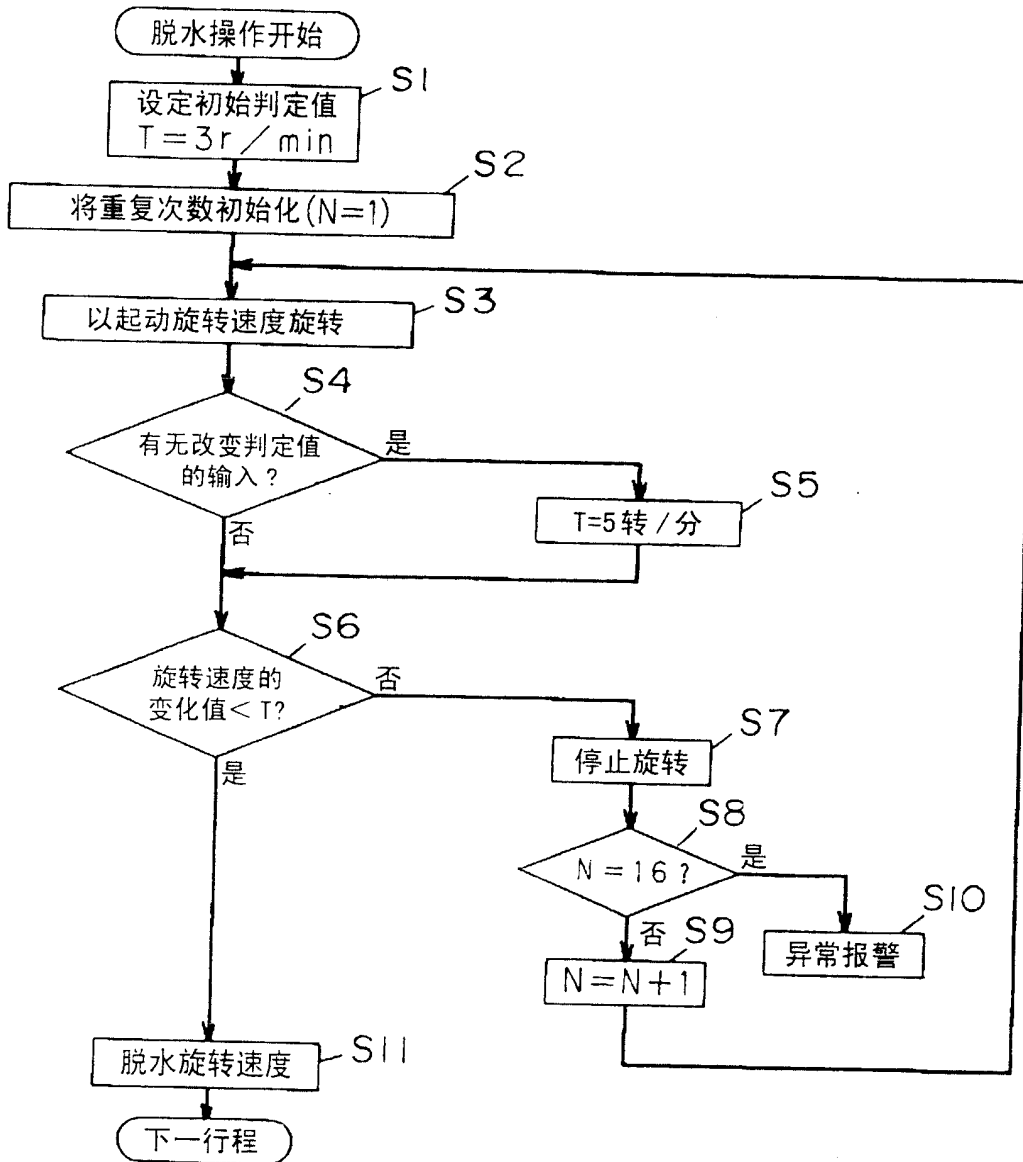 脱水操作开始
S1
设定初始判定值
T=3r/min
S2
将重复次数初始化(N=1)
S3
以起动旋转速度旋转
S4
有无改变判定值
的输入?
是
S5
T=5转/分
否
S6
旋转速度的
变化值<T?
否
S7
停止旋转
是
S8
N=16?
是
S10
异常报警
否
S9
N=N+1
S11
脱水旋转速度
下一行程